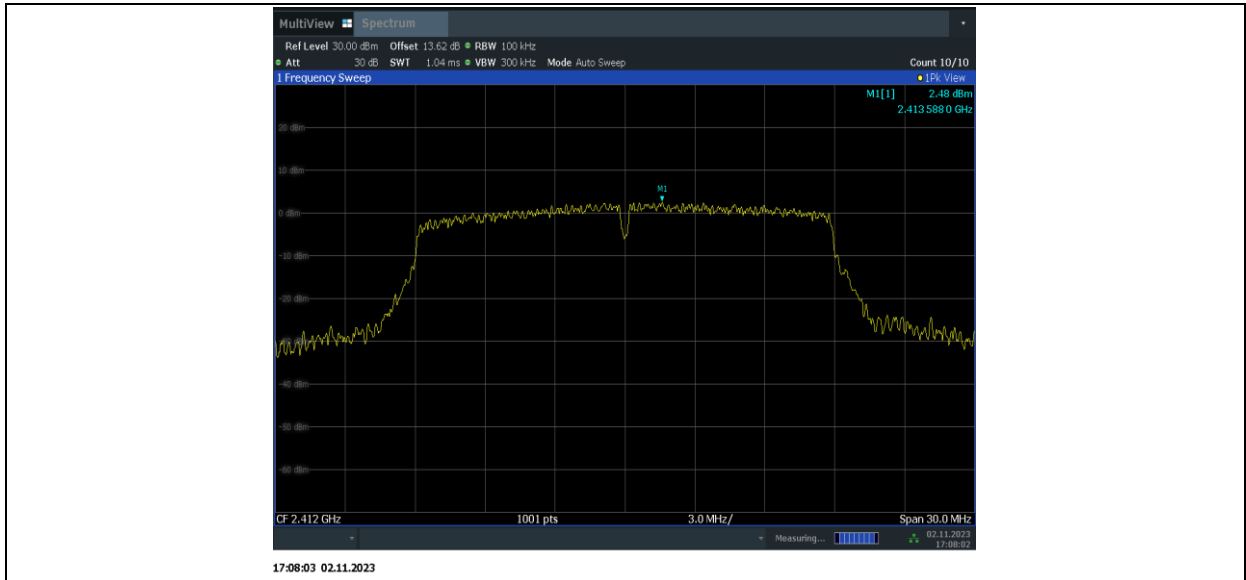 MultiView Spectrum
Ref Level 30.00 dBm Offset 13.62 dB RBW 100 kHz
Att 30 dB SWT 1.04 ms VBW 300 kHz Mode Auto Sweep Count 10/10
1 Frequency Sweep 1Pk View
M1[1] 2.48 dBm
2.413 588 0 GHz
20 dBm
10 dBm
M1
0 dBm
-10 dBm
-20 dBm
-40 dBm
-50 dBm
-60 dBm
CF 2.412 GHz 1001 pts 3.0 MHz/ Span 30.0 MHz
Measuring... 02.11.2023
17:08:02
17:08:03 02.11.2023